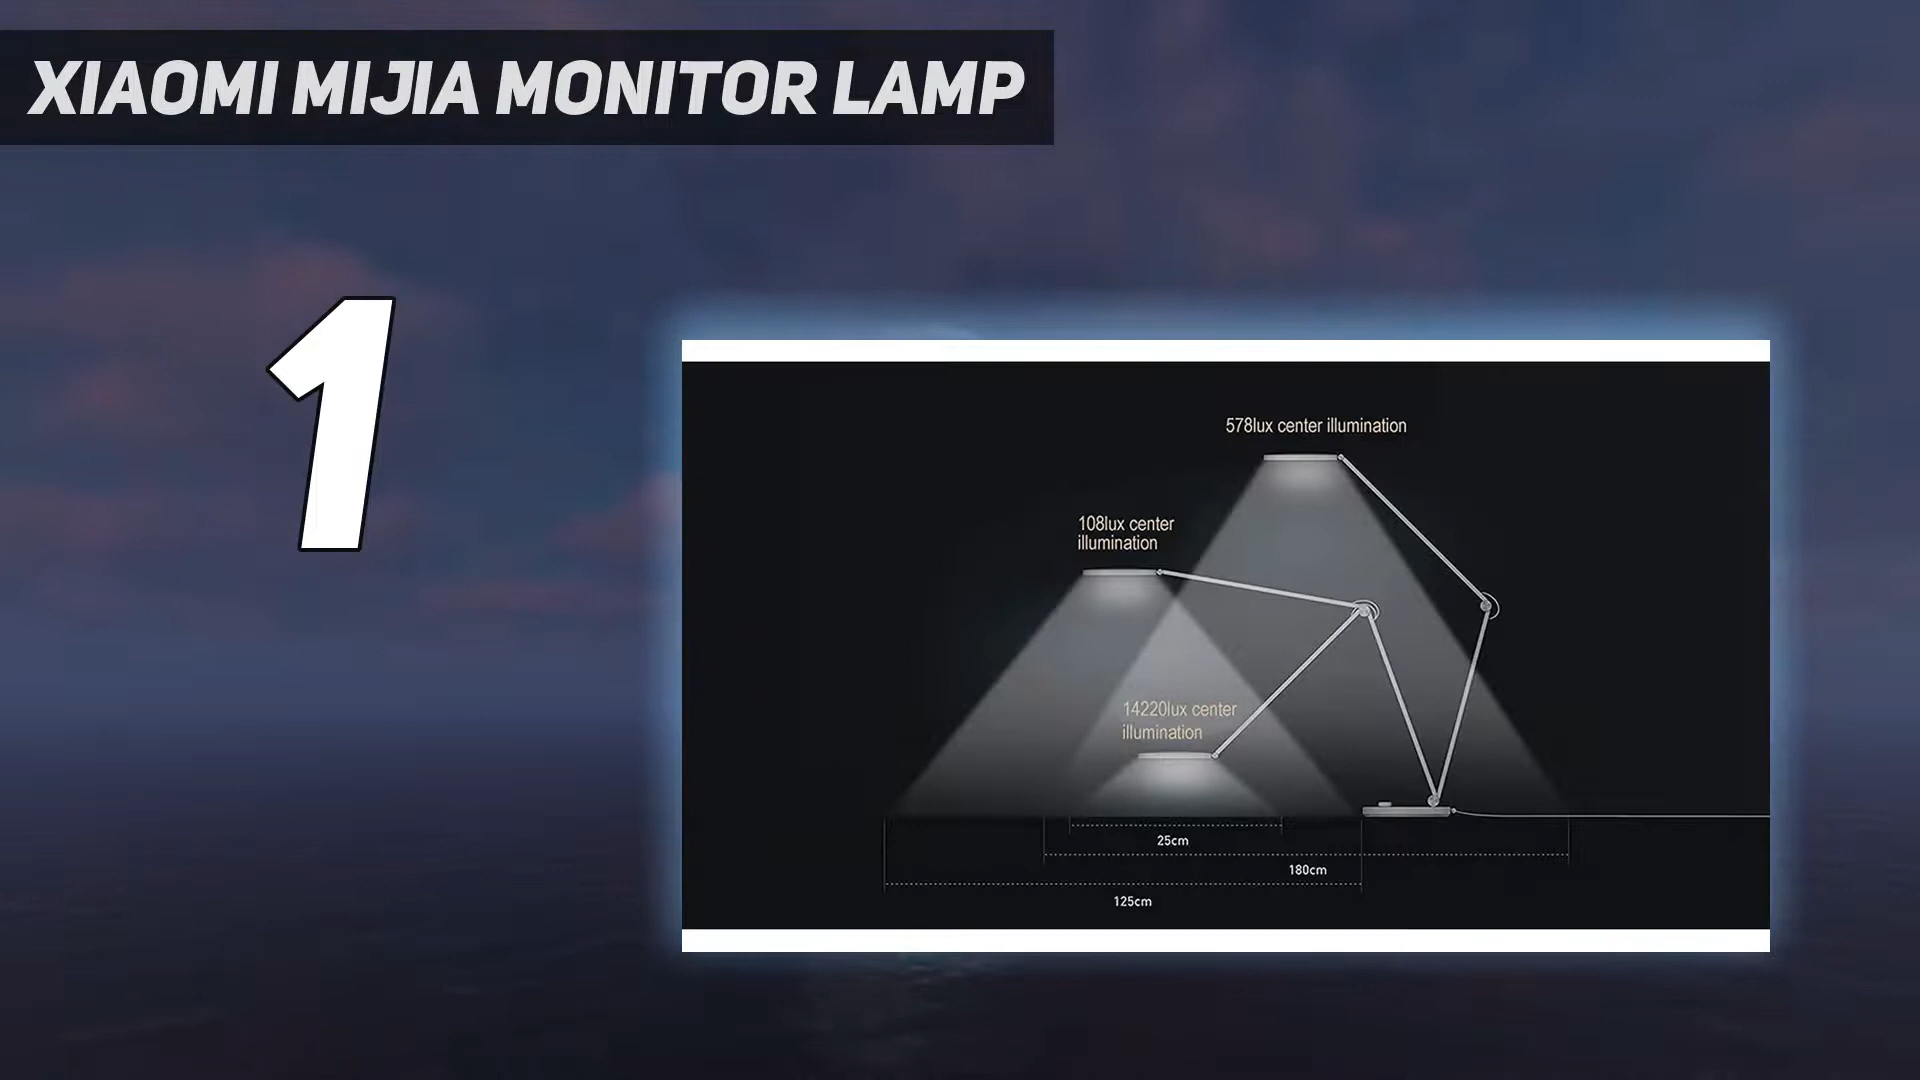 XIAOMI MIJIA MONITOR LAMP
1
578lux center illumination
108lux center
illumination
14220lux center
illumination
25cm
180cm
125cm